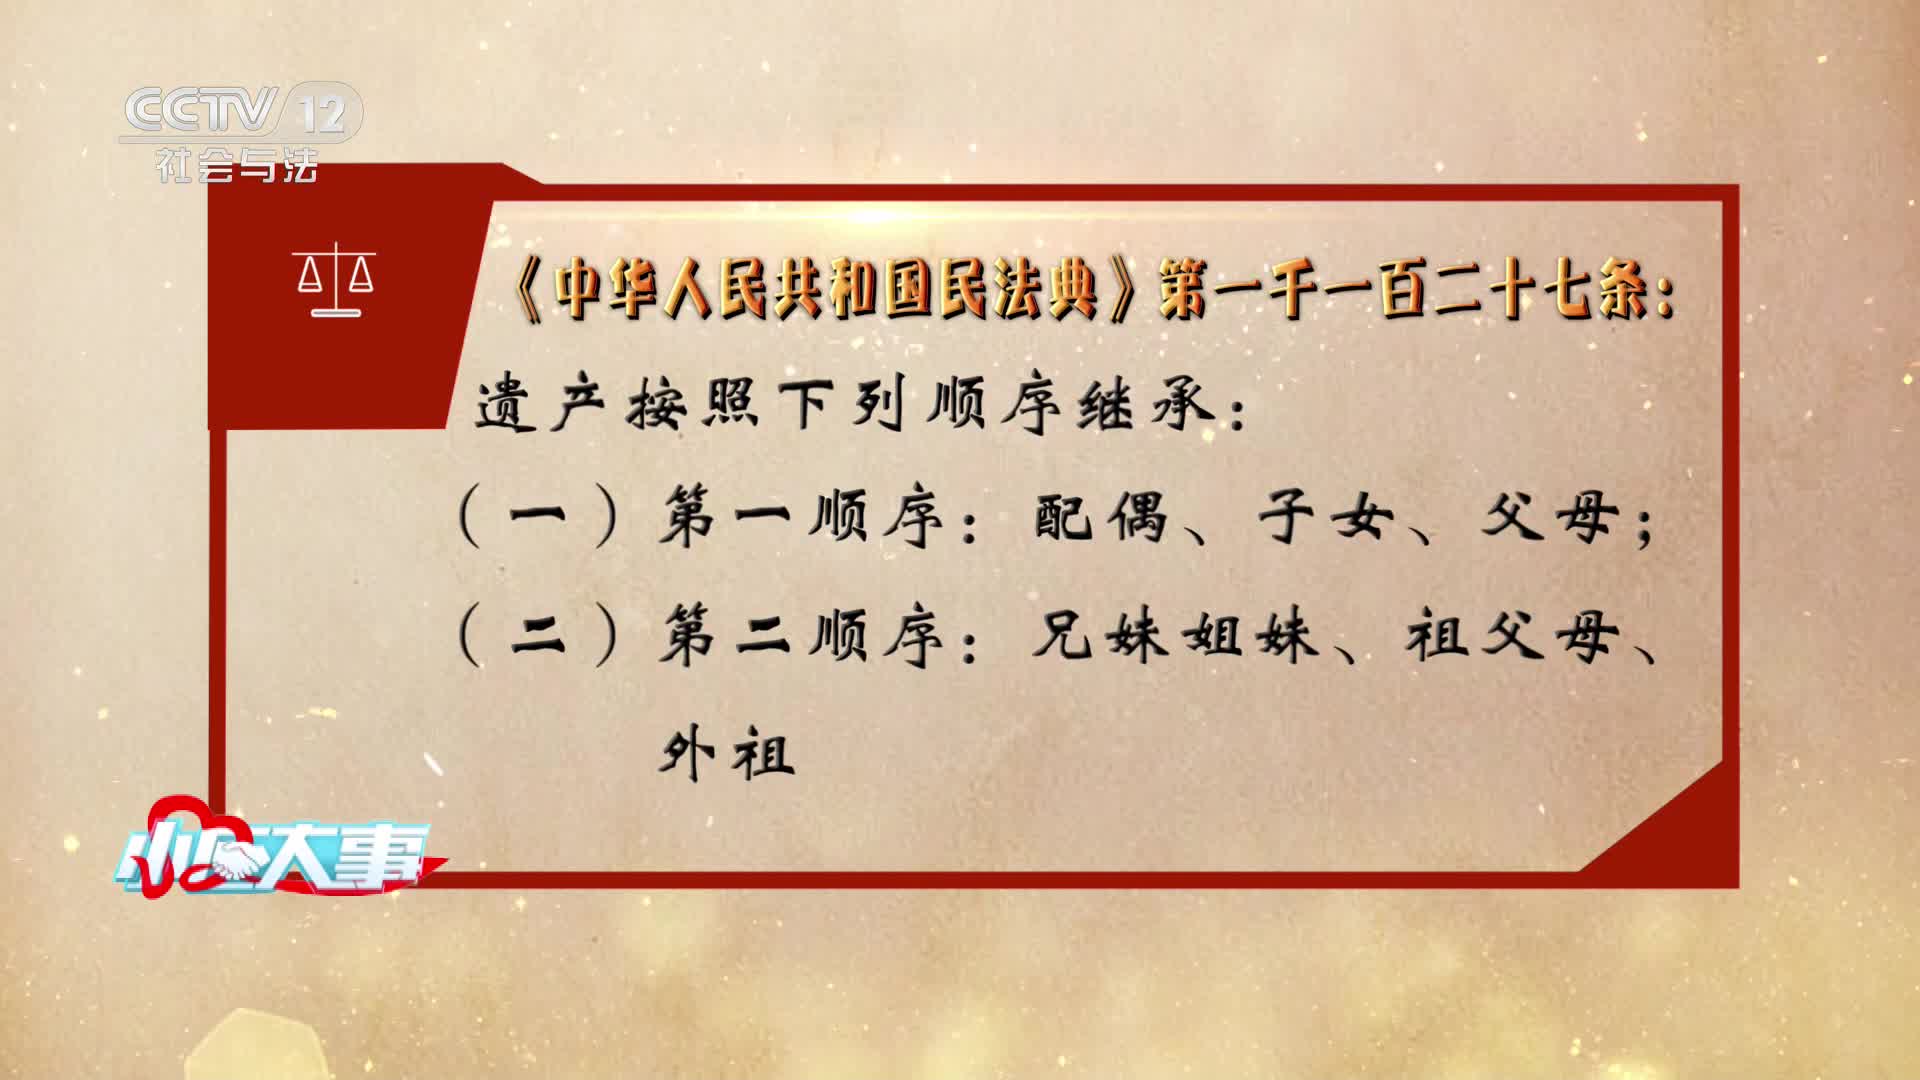 CCTV 12
社会与法
《中华人民共和国民法典》第一千一百二十七条：
遗产按照下列顺序继承：
（一）第一顺序：配偶、子女、父母；
（二）第二顺序：兄妹姐妹、祖父母、
外祖
小区大事